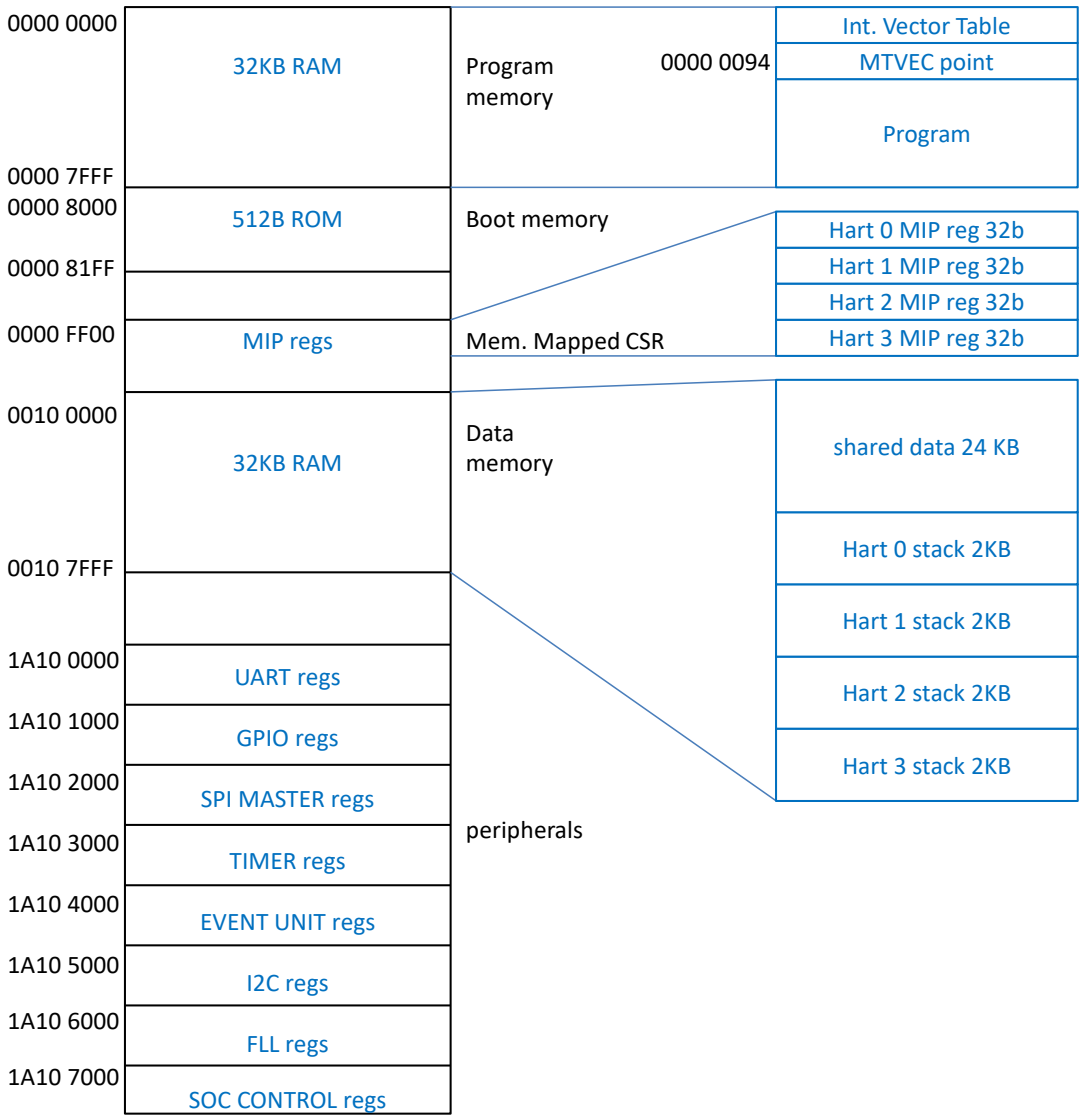 0000 0000
32KB RAM
Program
memory
0000 7FFF
0000 0094
Int. Vector Table
MTVEC point
Program
0000 8000
512B ROM
Boot memory
0000 81FF
0000 FF00
MIP regs
Mem. Mapped CSR
Hart 0 MIP reg 32b
Hart 1 MIP reg 32b
Hart 2 MIP reg 32b
Hart 3 MIP reg 32b
0010 0000
32KB RAM
Data
memory
0010 7FFF
shared data 24 KB
Hart 0 stack 2KB
Hart 1 stack 2KB
Hart 2 stack 2KB
Hart 3 stack 2KB
1A10 0000
UART regs
1A10 1000
GPIO regs
1A10 2000
SPI MASTER regs
peripherals
1A10 3000
TIMER regs
1A10 4000
EVENT UNIT regs
1A10 5000
I2C regs
1A10 6000
FLL regs
1A10 7000
SOC CONTROL regs